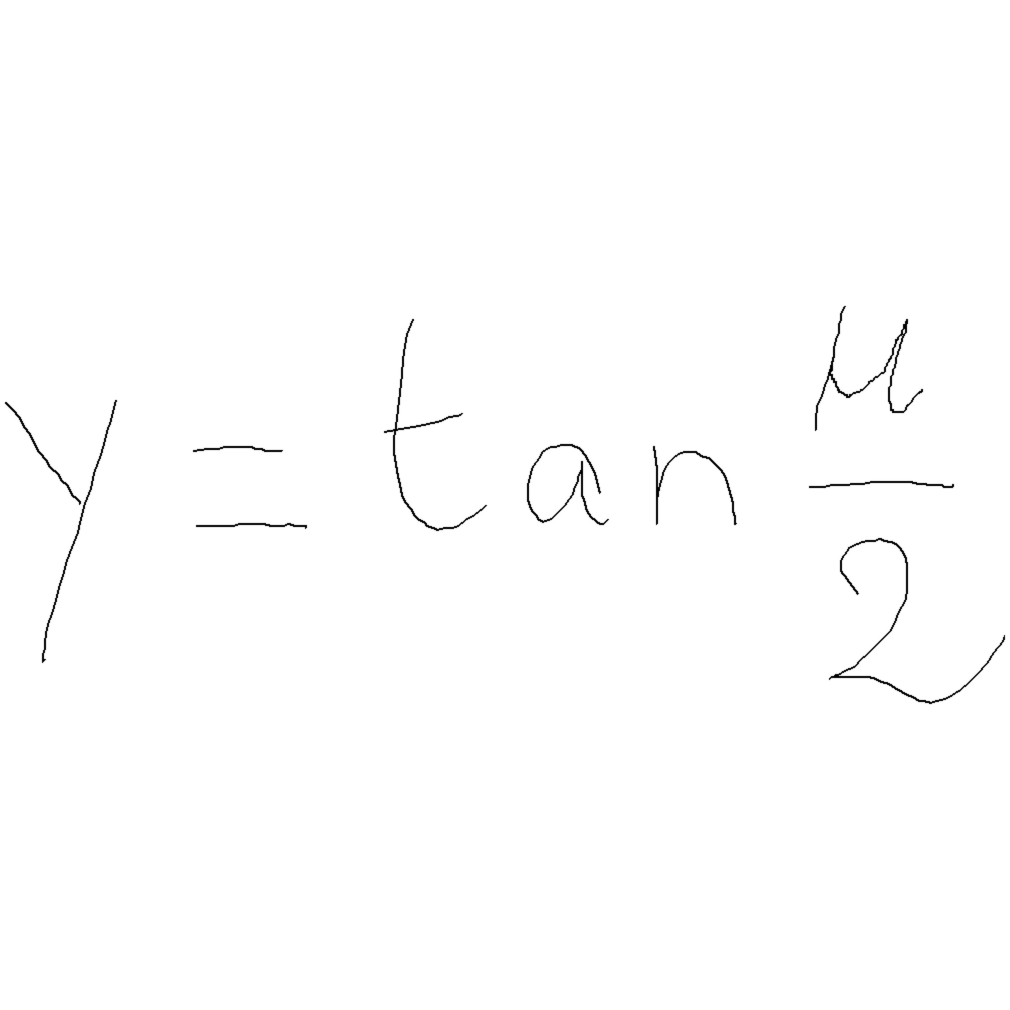 y = tan μ/2